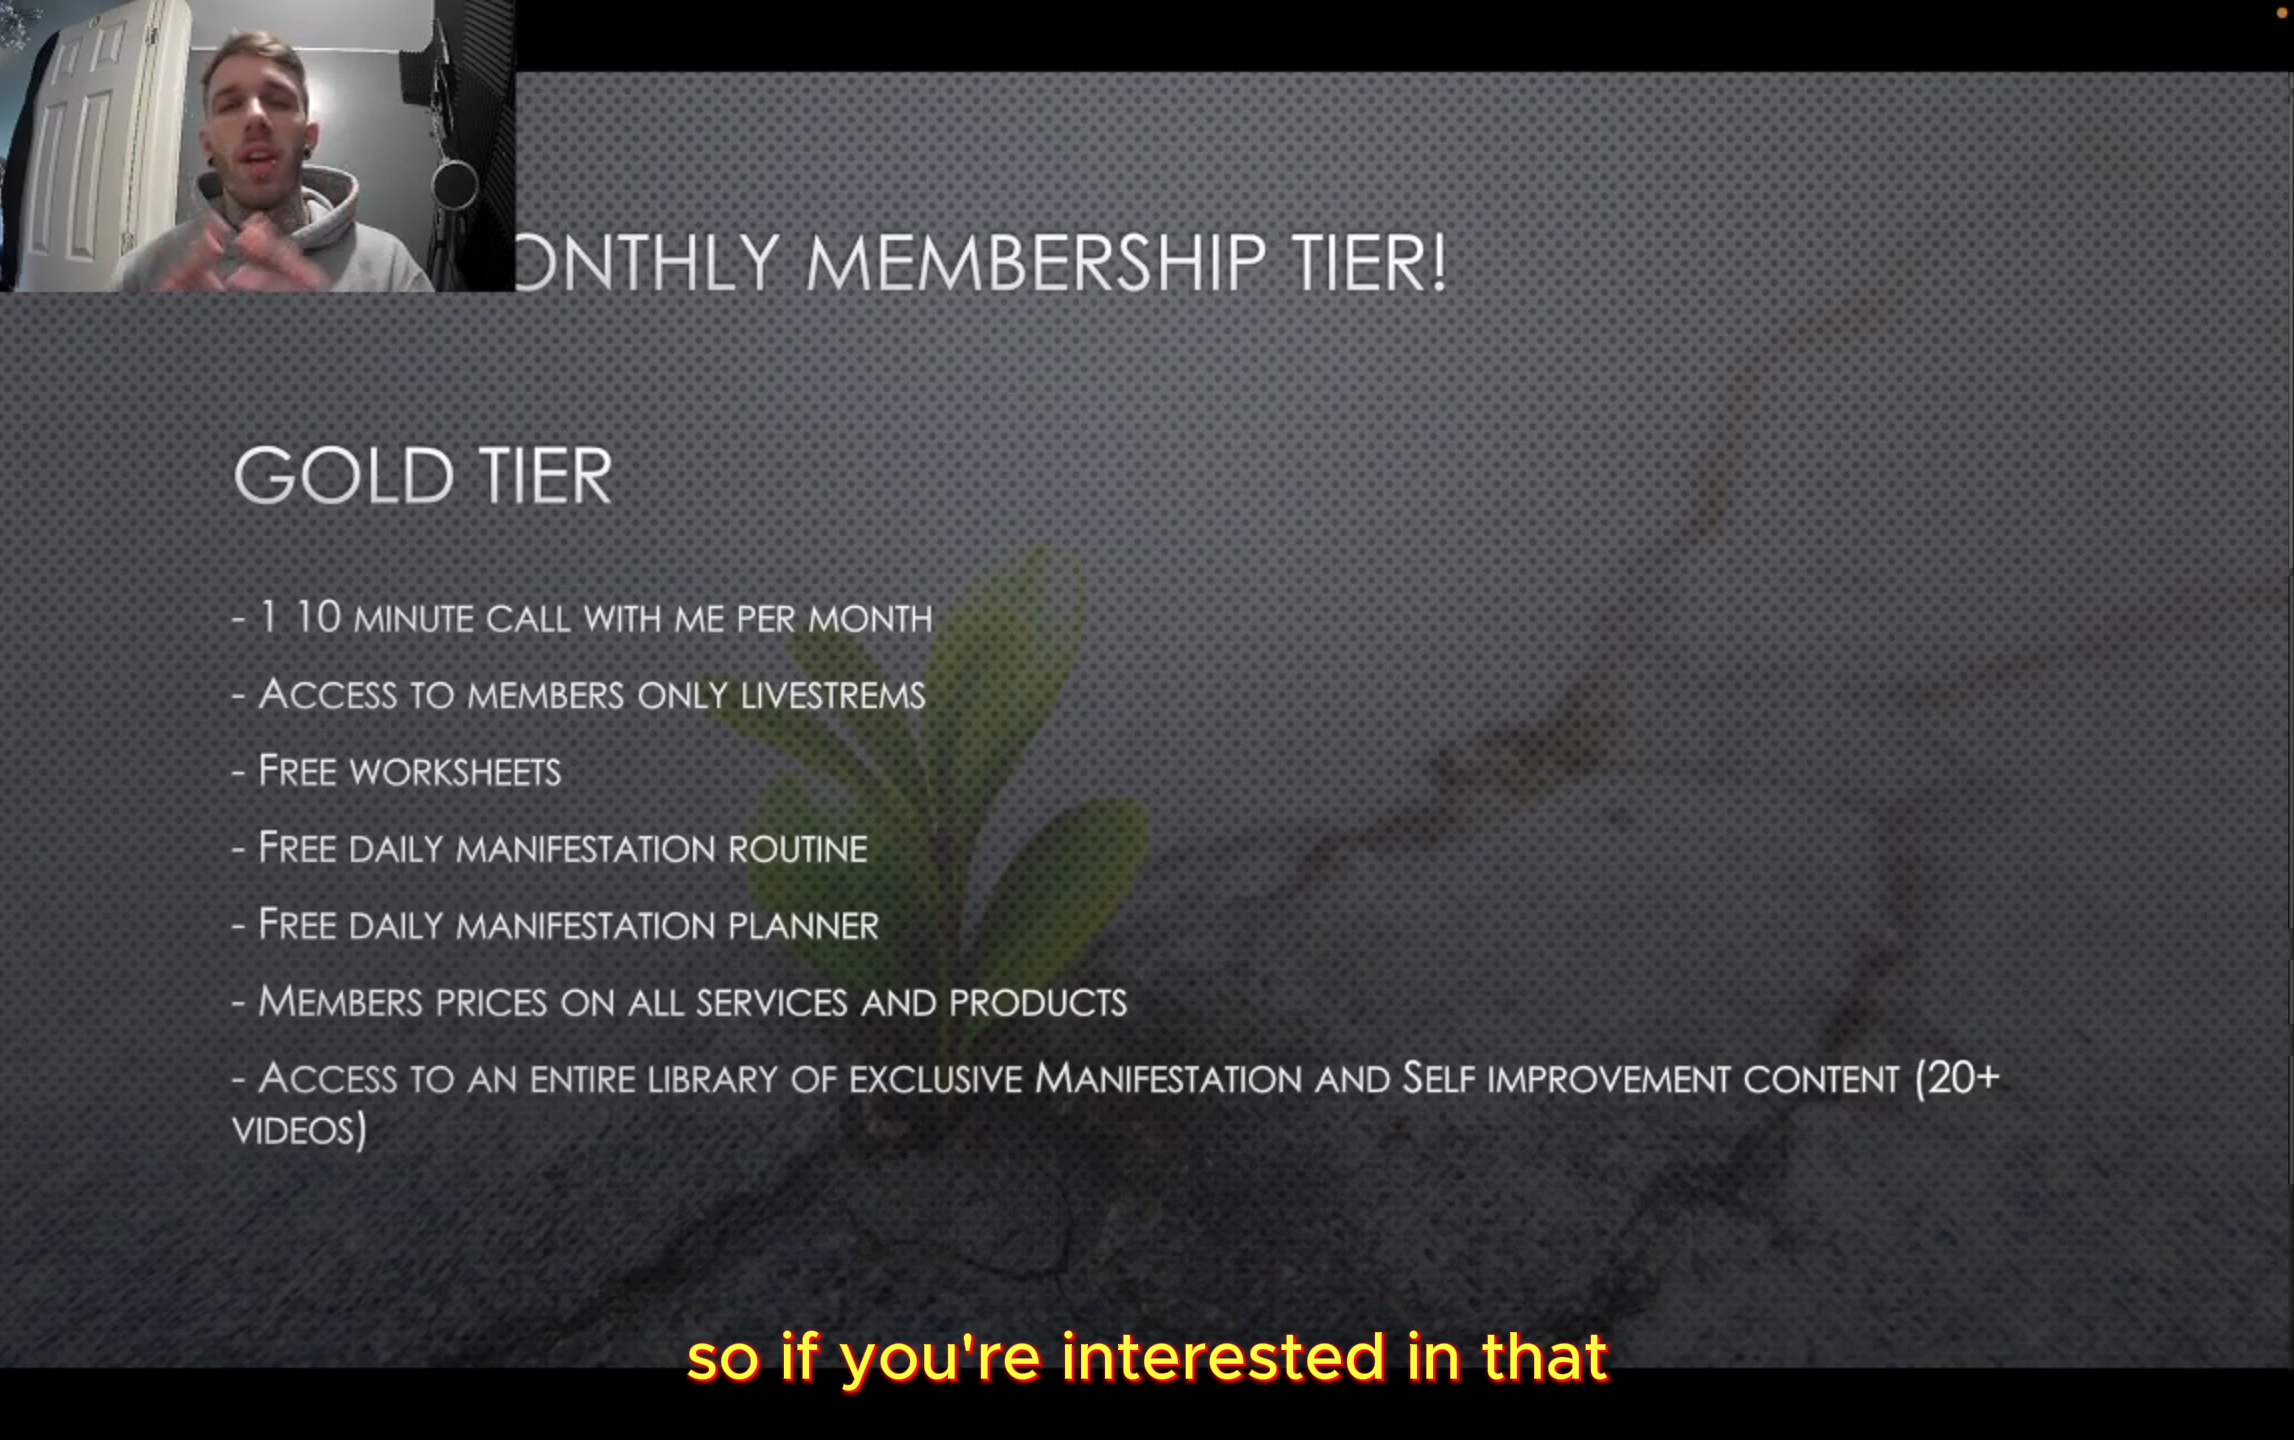 ONTHLY MEMBERSHIP TIER!
GOLD TIER
- 1 10 MINUTE CALL WITH ME PER MONTH
- ACCESS TO MEMBERS ONLY LIVESTREMS
- FREE WORKSHEETS
- FREE DAILY MANIFESTATION ROUTINE
- FREE DAILY MANIFESTATION PLANNER
- MEMBERS PRICES ON ALL SERVICES AND PRODUCTS
- ACCESS TO AN ENTIRE LIBRARY OF EXCLUSIVE MANIFESTATION AND SELF IMPROVEMENT CONTENT (20+
VIDEOS)
so if you're interested in that